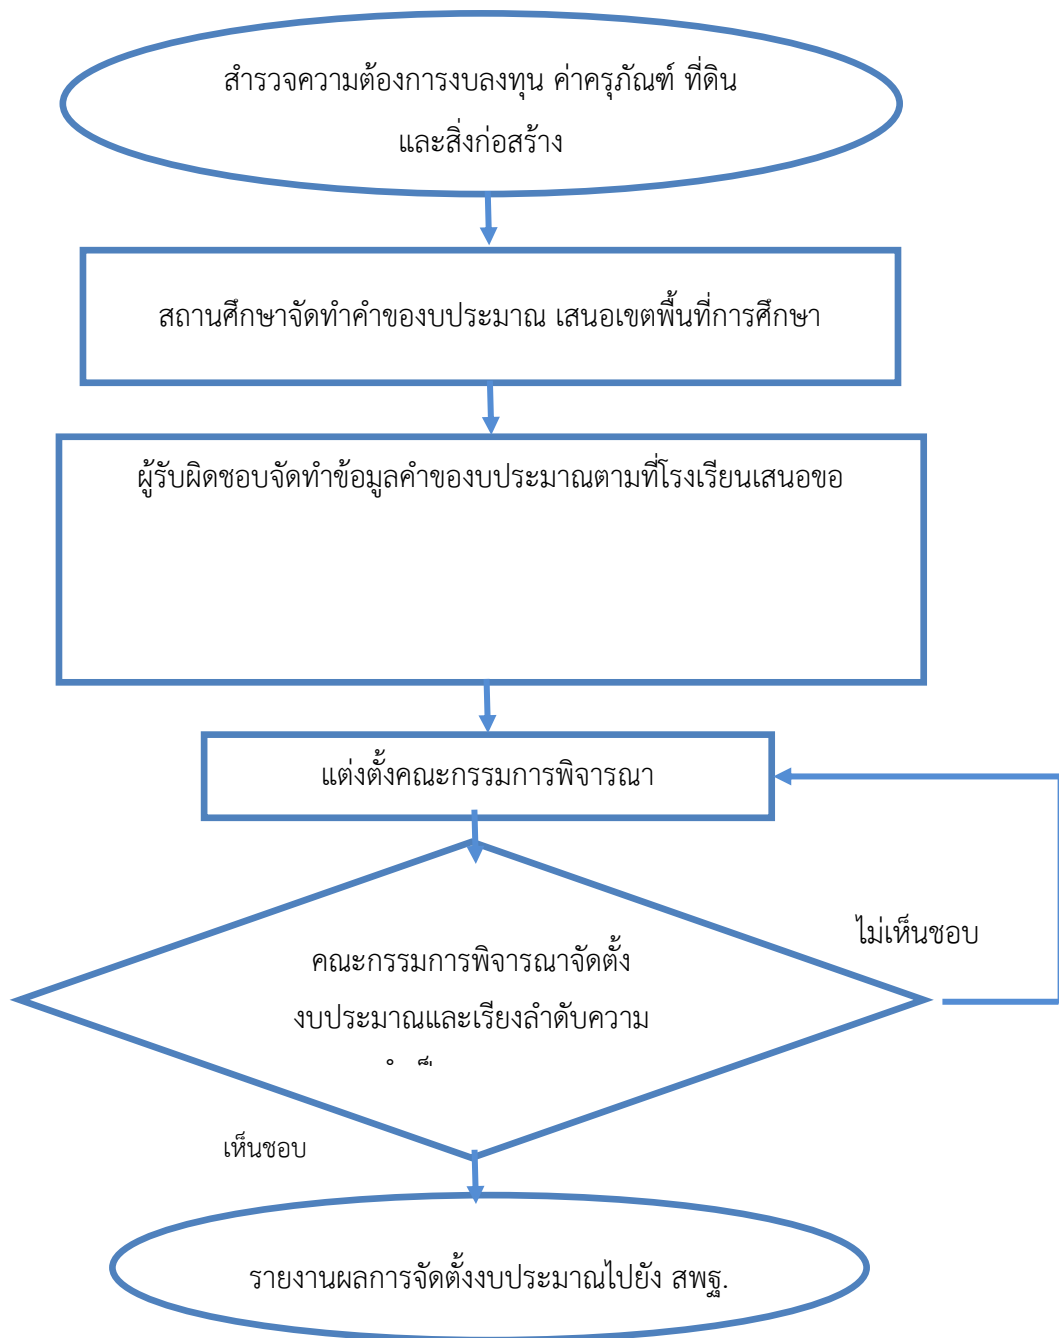 สำรวจความต้องการงบลงทุน ค่าครุภัณฑ์ ที่ดิน
และสิ่งก่อสร้าง
สถานศึกษาจัดทำคำของบประมาณ เสนอเขตพื้นที่การศึกษา
ผู้รับผิดชอบจัดทำข้อมูลคำของบประมาณตามที่โรงเรียนเสนอขอ
แต่งตั้งคณะกรรมการพิจารณา
ไม่เห็นชอบ
คณะกรรมการพิจารณาจัดตั้ง
งบประมาณและเรียงลำดับความ
เห็นชอบ
รายงานผลการจัดตั้งงบประมาณไปยัง สพฐ.